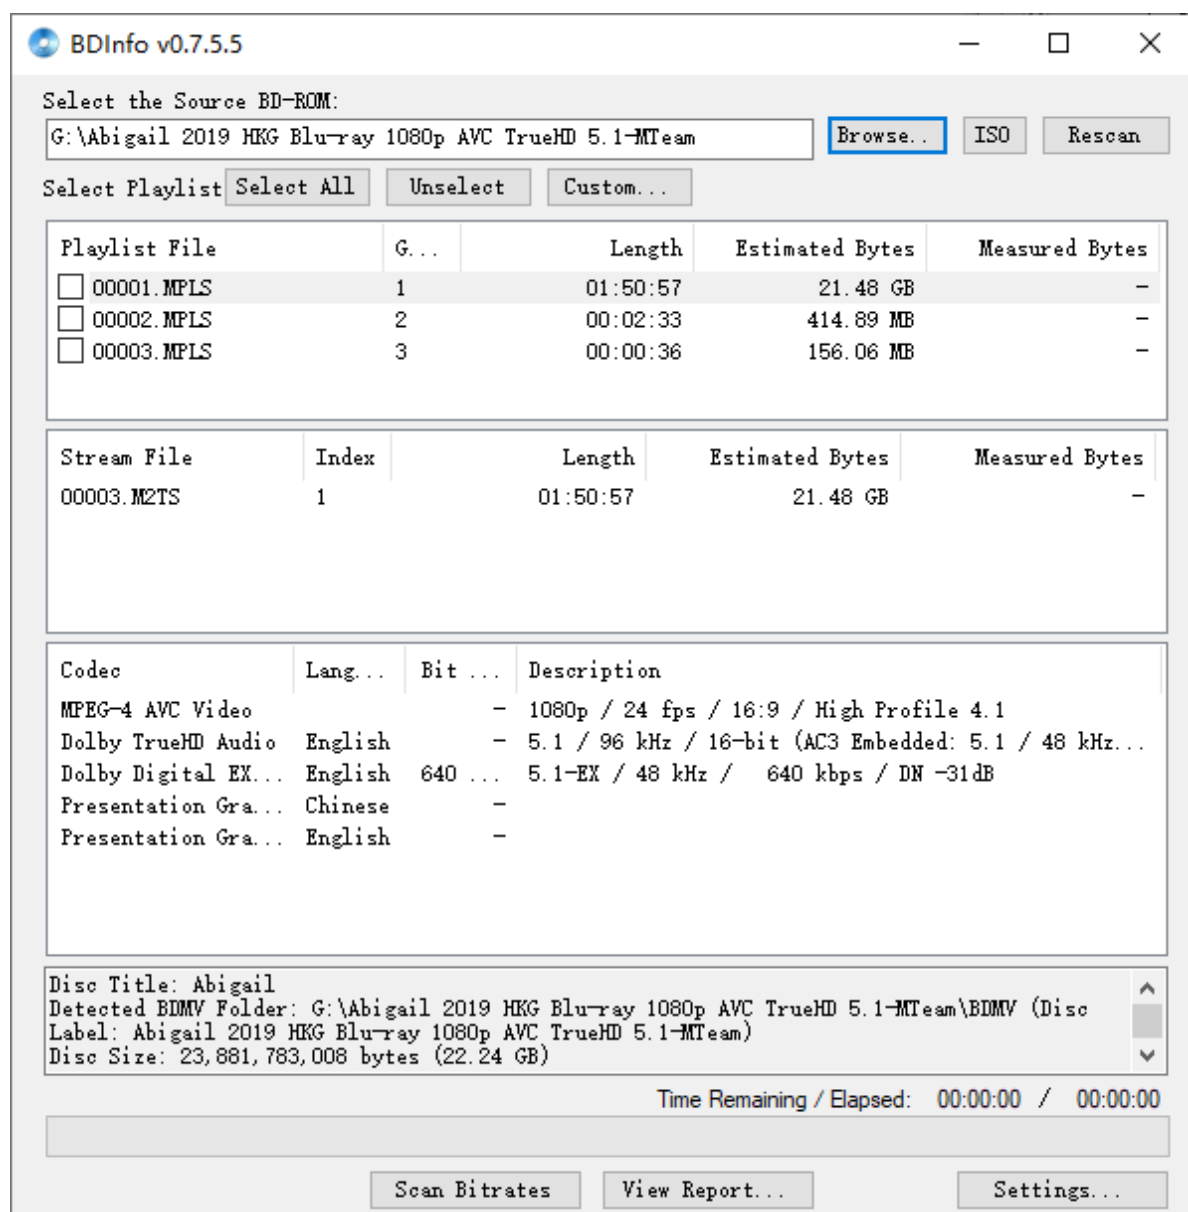 BDInfo v0.7.5.5
Select the Source BD-ROM:
G:\Abigail 2019 HKG Blu-ray 1080p AVC TrueHD 5.1-MTeam Browse.. ISO Rescan
Select Playlist Select All Unselect Custom...
Playlist File G... Length Estimated Bytes Measured Bytes
00001.MPLS 1 01:50:57 21.48 GB -
00002.MPLS 2 00:02:33 414.89 MB -
00003.MPLS 3 00:00:36 156.06 MB -
Stream File Index Length Estimated Bytes Measured Bytes
00003.M2TS 1 01:50:57 21.48 GB -
Codec Lang... Bit ... Description
MPEG-4 AVC Video - 1080p / 24 fps / 16:9 / High Profile 4.1
Dolby TrueHD Audio English - 5.1 / 96 kHz / 16-bit (AC3 Embedded: 5.1 / 48 kHz...
Dolby Digital EX... English 640 ... 5.1-EX / 48 kHz / 640 kbps / DN -31dB
Presentation Gra... Chinese -
Presentation Gra... English -
Disc Title: Abigail
Detected BDMV Folder: G:\Abigail 2019 HKG Blu-ray 1080p AVC TrueHD 5.1-MTeam\BDMV (Disc
Label: Abigail 2019 HKG Blu-ray 1080p AVC TrueHD 5.1-MTeam)
Disc Size: 23,881,783,008 bytes (22.24 GB)
Time Remaining / Elapsed: 00:00:00 / 00:00:00
Scan Bitrates View Report... Settings...